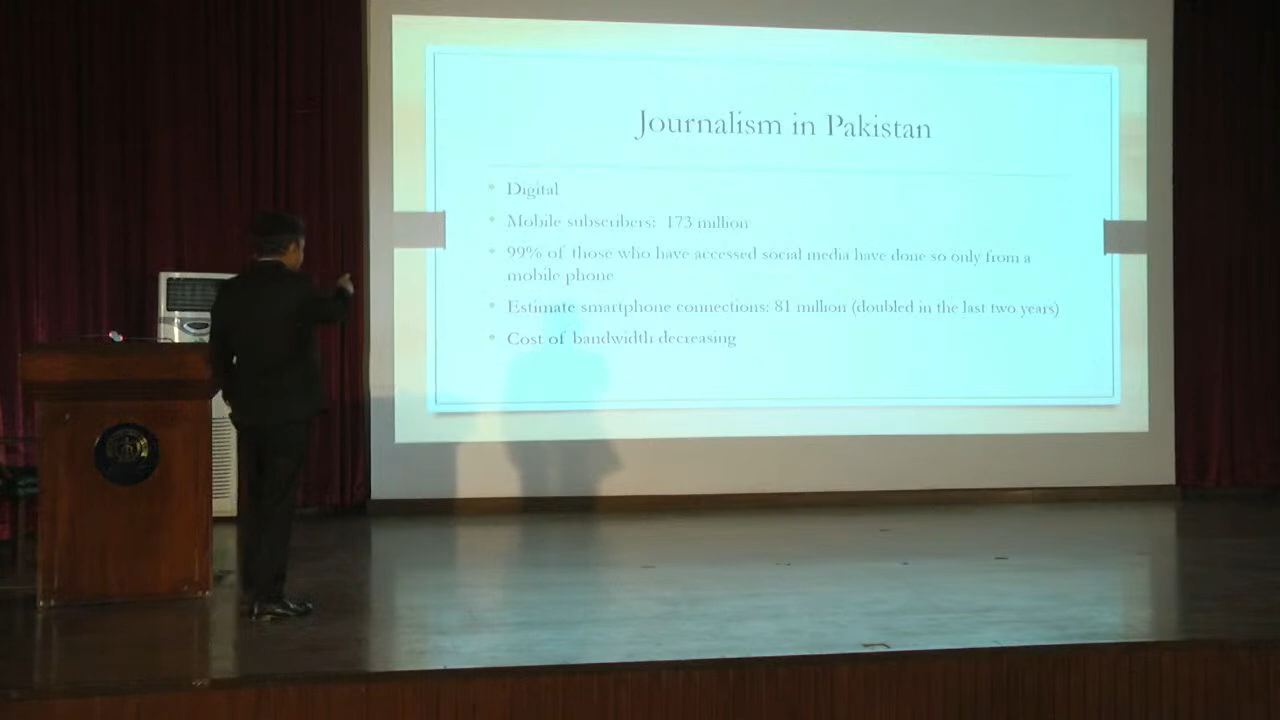 Journalism in Pakistan
Digital
Mobile subscribers: 173 million
99% of those who have accessed social media have done so only from a
mobile phone
Estimate smartphone connections: 81 million (doubled in the last two years)
Cost of bandwidth decreasing